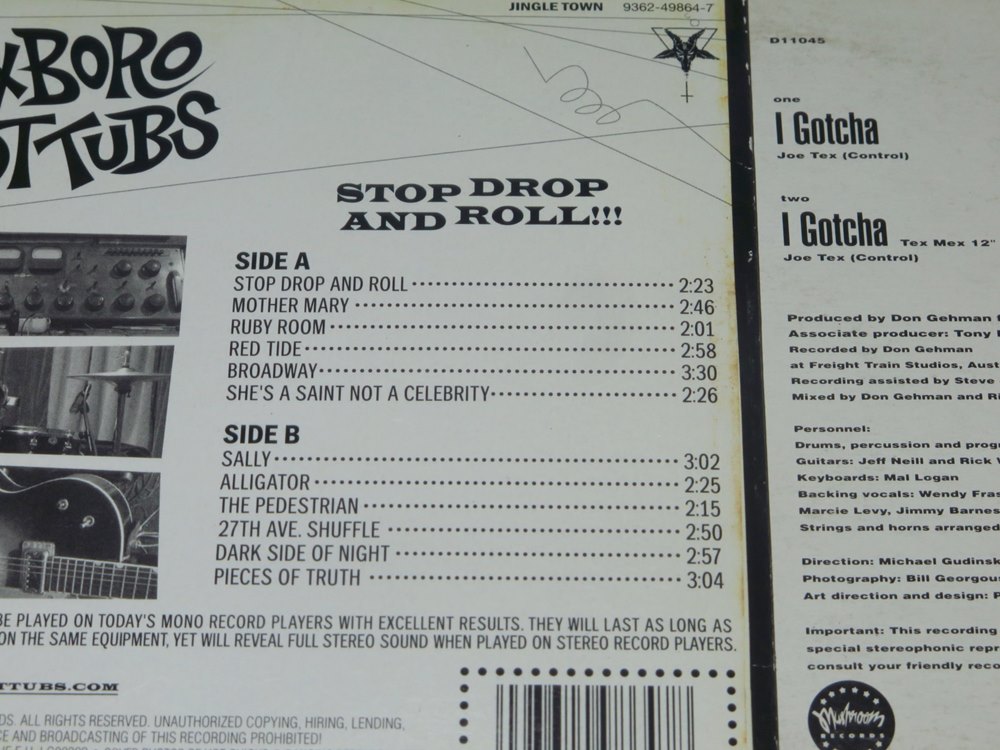 JINGLE TOWN 9362-49864-7
XBORO
OT TUBS
STOP DROP
AND ROLL!!!
SIDE A
STOP DROP AND ROLL 2:23
MOTHER MARY 2:46
RUBY ROOM 2:01
RED TIDE 2:58
BROADWAY 3:30
SHE'S A SAINT NOT A CELEBRITY 2:26
SIDE B
SALLY 3:02
ALLIGATOR 2:25
THE PEDESTRIAN 2:15
27TH AVE. SHUFFLE 2:50
DARK SIDE OF NIGHT 2:57
PIECES OF TRUTH 3:04
BE PLAYED ON TODAY'S MONO RECORD PLAYERS WITH EXCELLENT RESULTS. THEY WILL LAST AS LONG AS
ON THE SAME EQUIPMENT, YET WILL REVEAL FULL STEREO SOUND WHEN PLAYED ON STEREO RECORD PLAYERS.
TTUBS.COM
DS. ALL RIGHTS RESERVED. UNAUTHORIZED COPYING, HIRING, LENDING,
CE AND BROADCASTING OF THIS RECORDING PROHIBITED!
D11045
one
I Gotcha
Joe Tex (Control)
two
I Gotcha Tex Mex 12"
Joe Tex (Control)
Produced by Don Gehman f
Associate producer: Tony
Recorded by Don Gehman
at Freight Train Studios, Aust
Recording assisted by Steve
Mixed by Don Gehman and Ri
Personnel:
Drums, percussion and prog
Guitars: Jeff Neill and Rick V
Keyboards: Mal Logan
Backing vocals: Wendy Fras
Marcie Levy, Jimmy Barnes
Strings and horns arranged
Direction: Michael Gudinsk
Photography: Bill Georgous
Art direction and design: P
Important: This recording
special stereophonic repr
consult your friendly reco
Mushroom
RECORDS